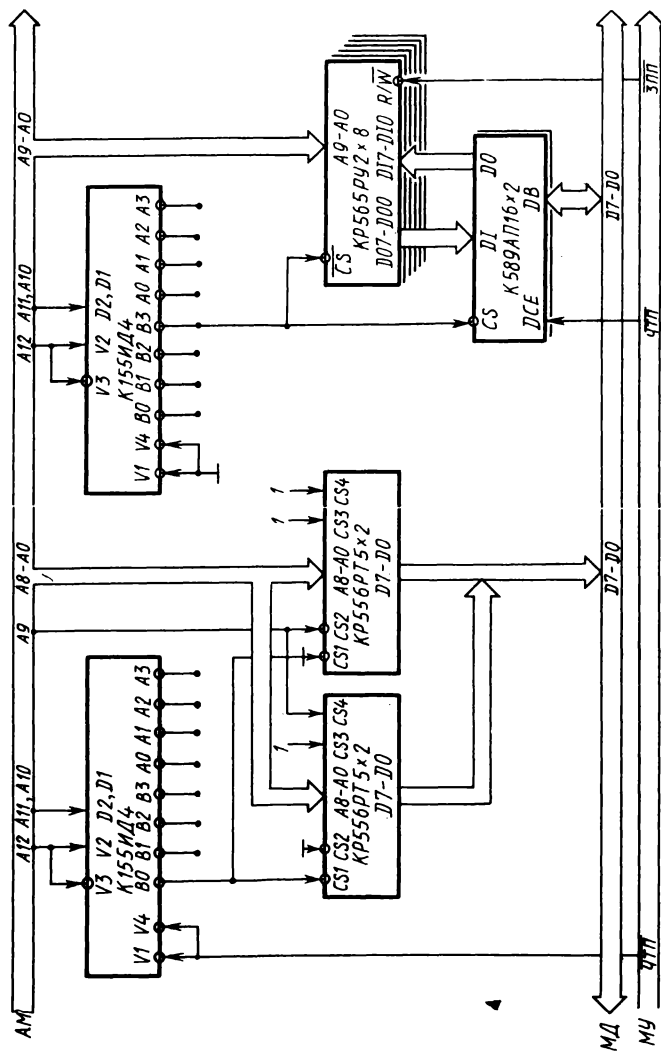 АМ
A12 A11, A10
A9
A8-A0
A12 A11, A10
A9-A0
V3 V2 D2, D1
К155ИД4
V1 V4 B0 B1 B2 B3 A0 A1 A2 A3
V3 V2 D2, D1
К155ИД4
V1 V4 B0 B1 B2 B3 A0 A1 A2 A3
1
CS1 CS2 A8-A0 CS3 CS4
КР556РТ5×2
D7-D0
1
1
CS1 CS2 A8-A0 CS3 CS4
КР556РТ5×2
D7-D0
CS A9-A0
КР565РУ2×8
DO7-DO0 DI7-DI0 R/W
CS DI DO
К589АП16×2
DCE DB
D7-D0
D7-D0
МД
МУ
ЧТП
ЧТП
ЗПП